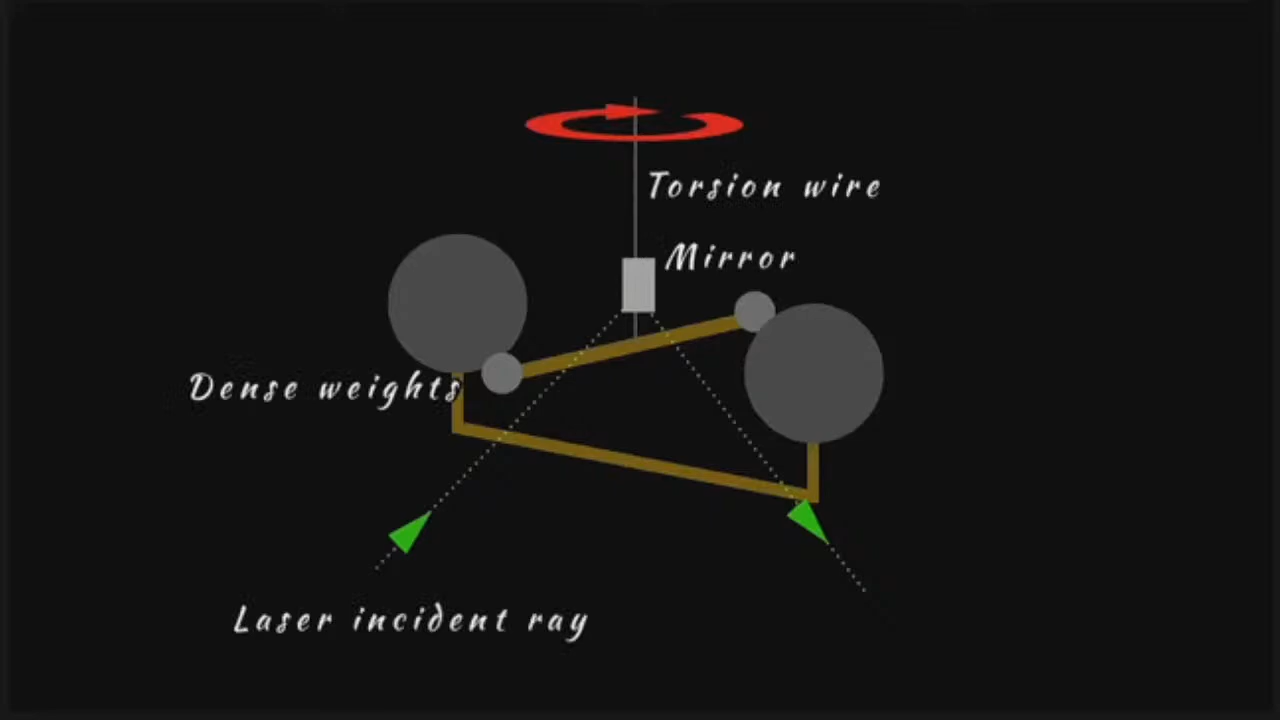 Torsion wire
Mirror
Dense weights
Laser incident ray